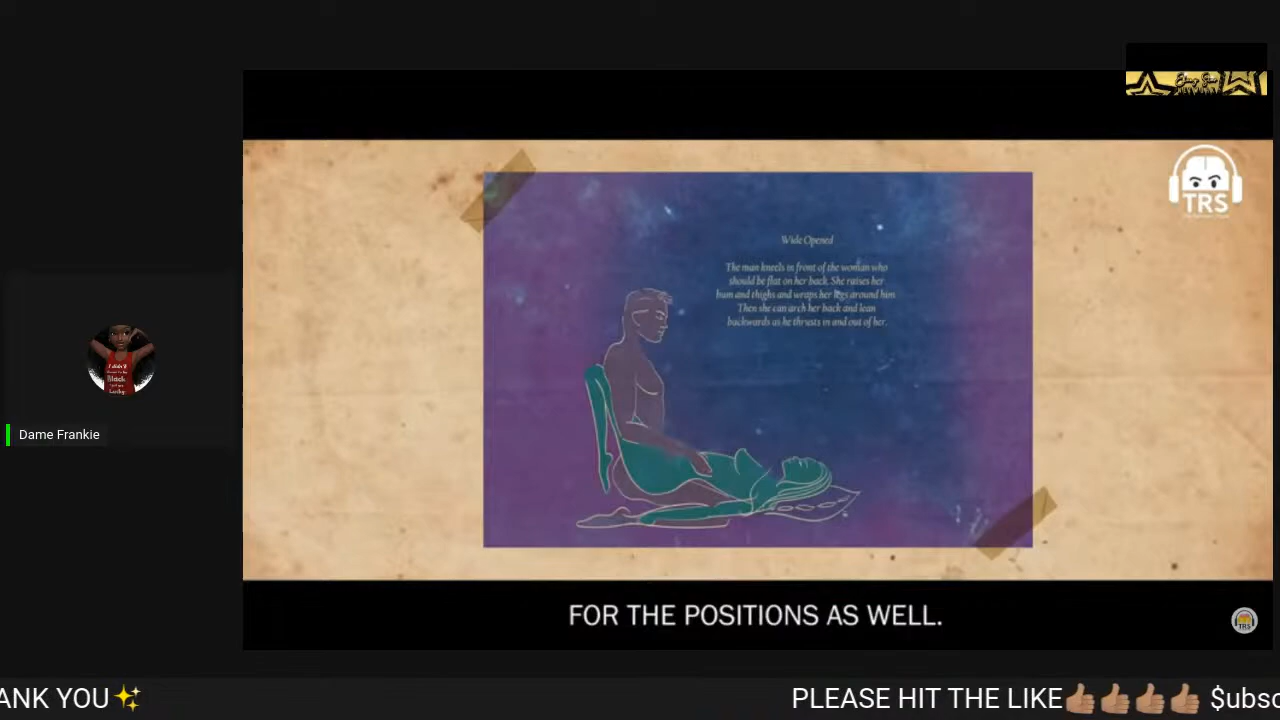 TRS
Wide Opened
The man kneels in front of the woman who
should be flat on her back. She raises her
bum and thighs and wraps her legs around him
Then she can arch her back and lean
backwards as he thrusts in and out of her.
Dame Frankie
FOR THE POSITIONS AS WELL.
TRS
ANK YOU✨
PLEASE HIT THE LIKE👍🏽👍🏽👍🏽👍🏽 $ubsc